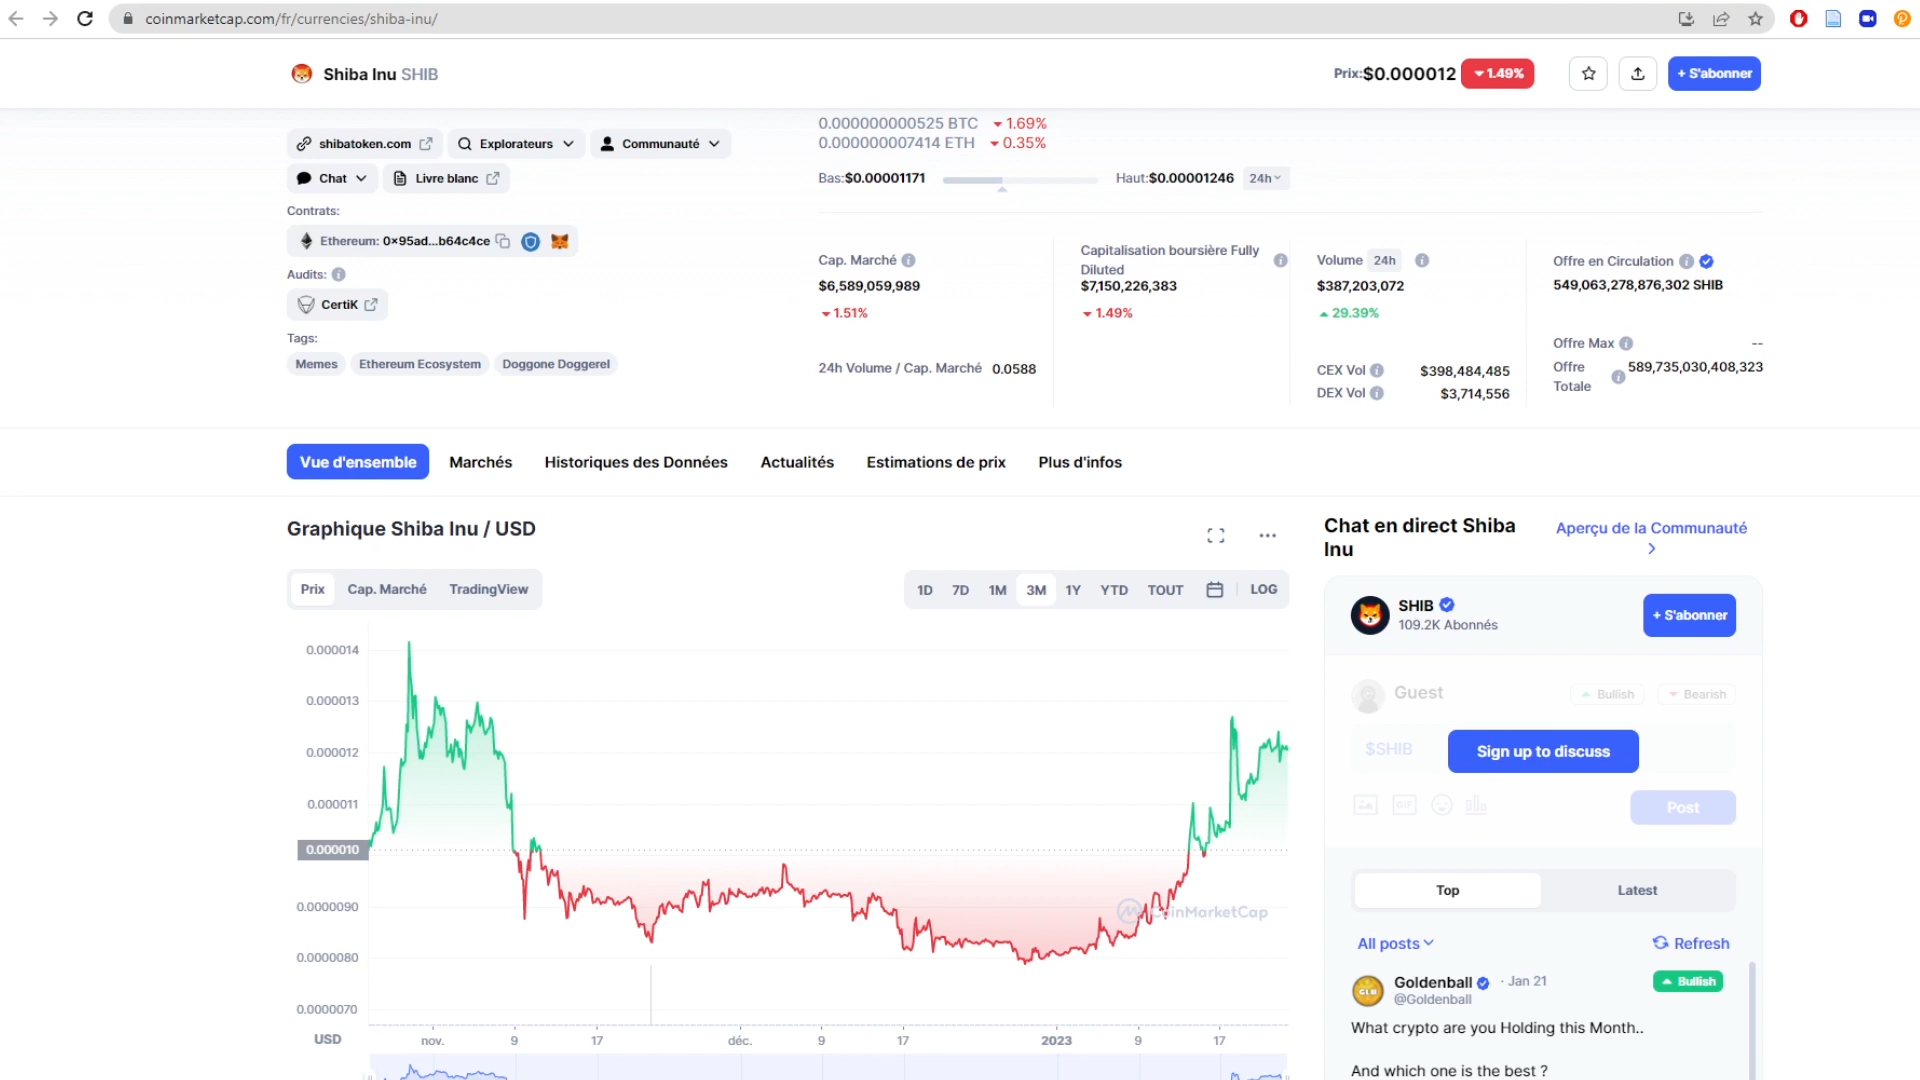 coinmarketcap.com/fr/currencies/shiba-inu/
Shiba Inu SHIB
Prix:$0.000012 1.49%
+ S'abonner
0.000000000525 BTC 1.69%
0.000000007414 ETH 0.35%
shibatoken.com Explorateurs Communauté
Chat Livre blanc
Bas:$0.00001171 Haut:$0.00001246 24h
Contrats:
Ethereum: 0x95ad...b64c4ce
Audits:
CertiK
Tags:
Memes Ethereum Ecosystem Doggone Doggerel
Cap. Marché
$6,589,059,989
1.51%
24h Volume / Cap. Marché 0.0588
Capitalisation boursière Fully
Diluted
$7,150,226,383
1.49%
Volume 24h
$387,203,072
29.39%
CEX Vol $398,484,485
DEX Vol $3,714,556
Offre en Circulation
549,063,278,876,302 SHIB
Offre Max --
Offre
Totale
589,735,030,408,323
Vue d'ensemble Marchés Historiques des Données Actualités Estimations de prix Plus d'infos
Graphique Shiba Inu / USD
Prix Cap. Marché TradingView
1D 7D 1M 3M 1Y YTD TOUT LOG
0.000014
0.000013
0.000012
0.000011
0.000010
0.0000090
0.0000080
0.0000070
CoinMarketCap
USD nov. 9 17 déc. 9 17 2023 9 17
Chat en direct Shiba
Inu
Aperçu de la Communauté
SHIB
109.2K Abonnés
+ S'abonner
Guest Bullish Bearish
$SHIB
Sign up to discuss
GIF
Post
Top Latest
All posts Refresh
Goldenball · Jan 21 Bullish
@Goldenball
What crypto are you Holding this Month..
And which one is the best ?